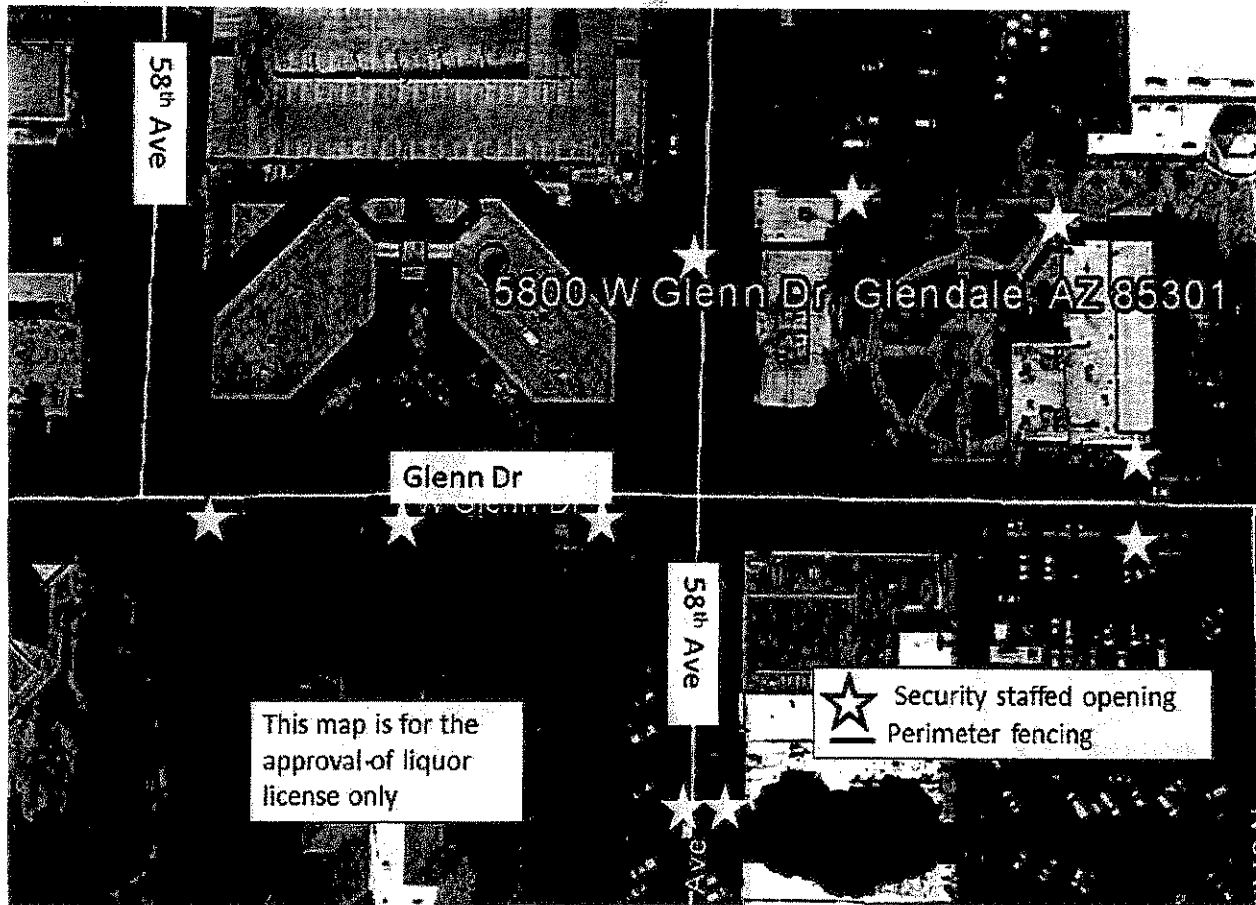 58th Ave
5800 W Glenn Dr, Glendale, AZ 85301,
Glenn Dr
W Glenn Dr
58th Ave
Security staffed opening
Perimeter fencing
This map is for the
approval of liquor
license only
Ave